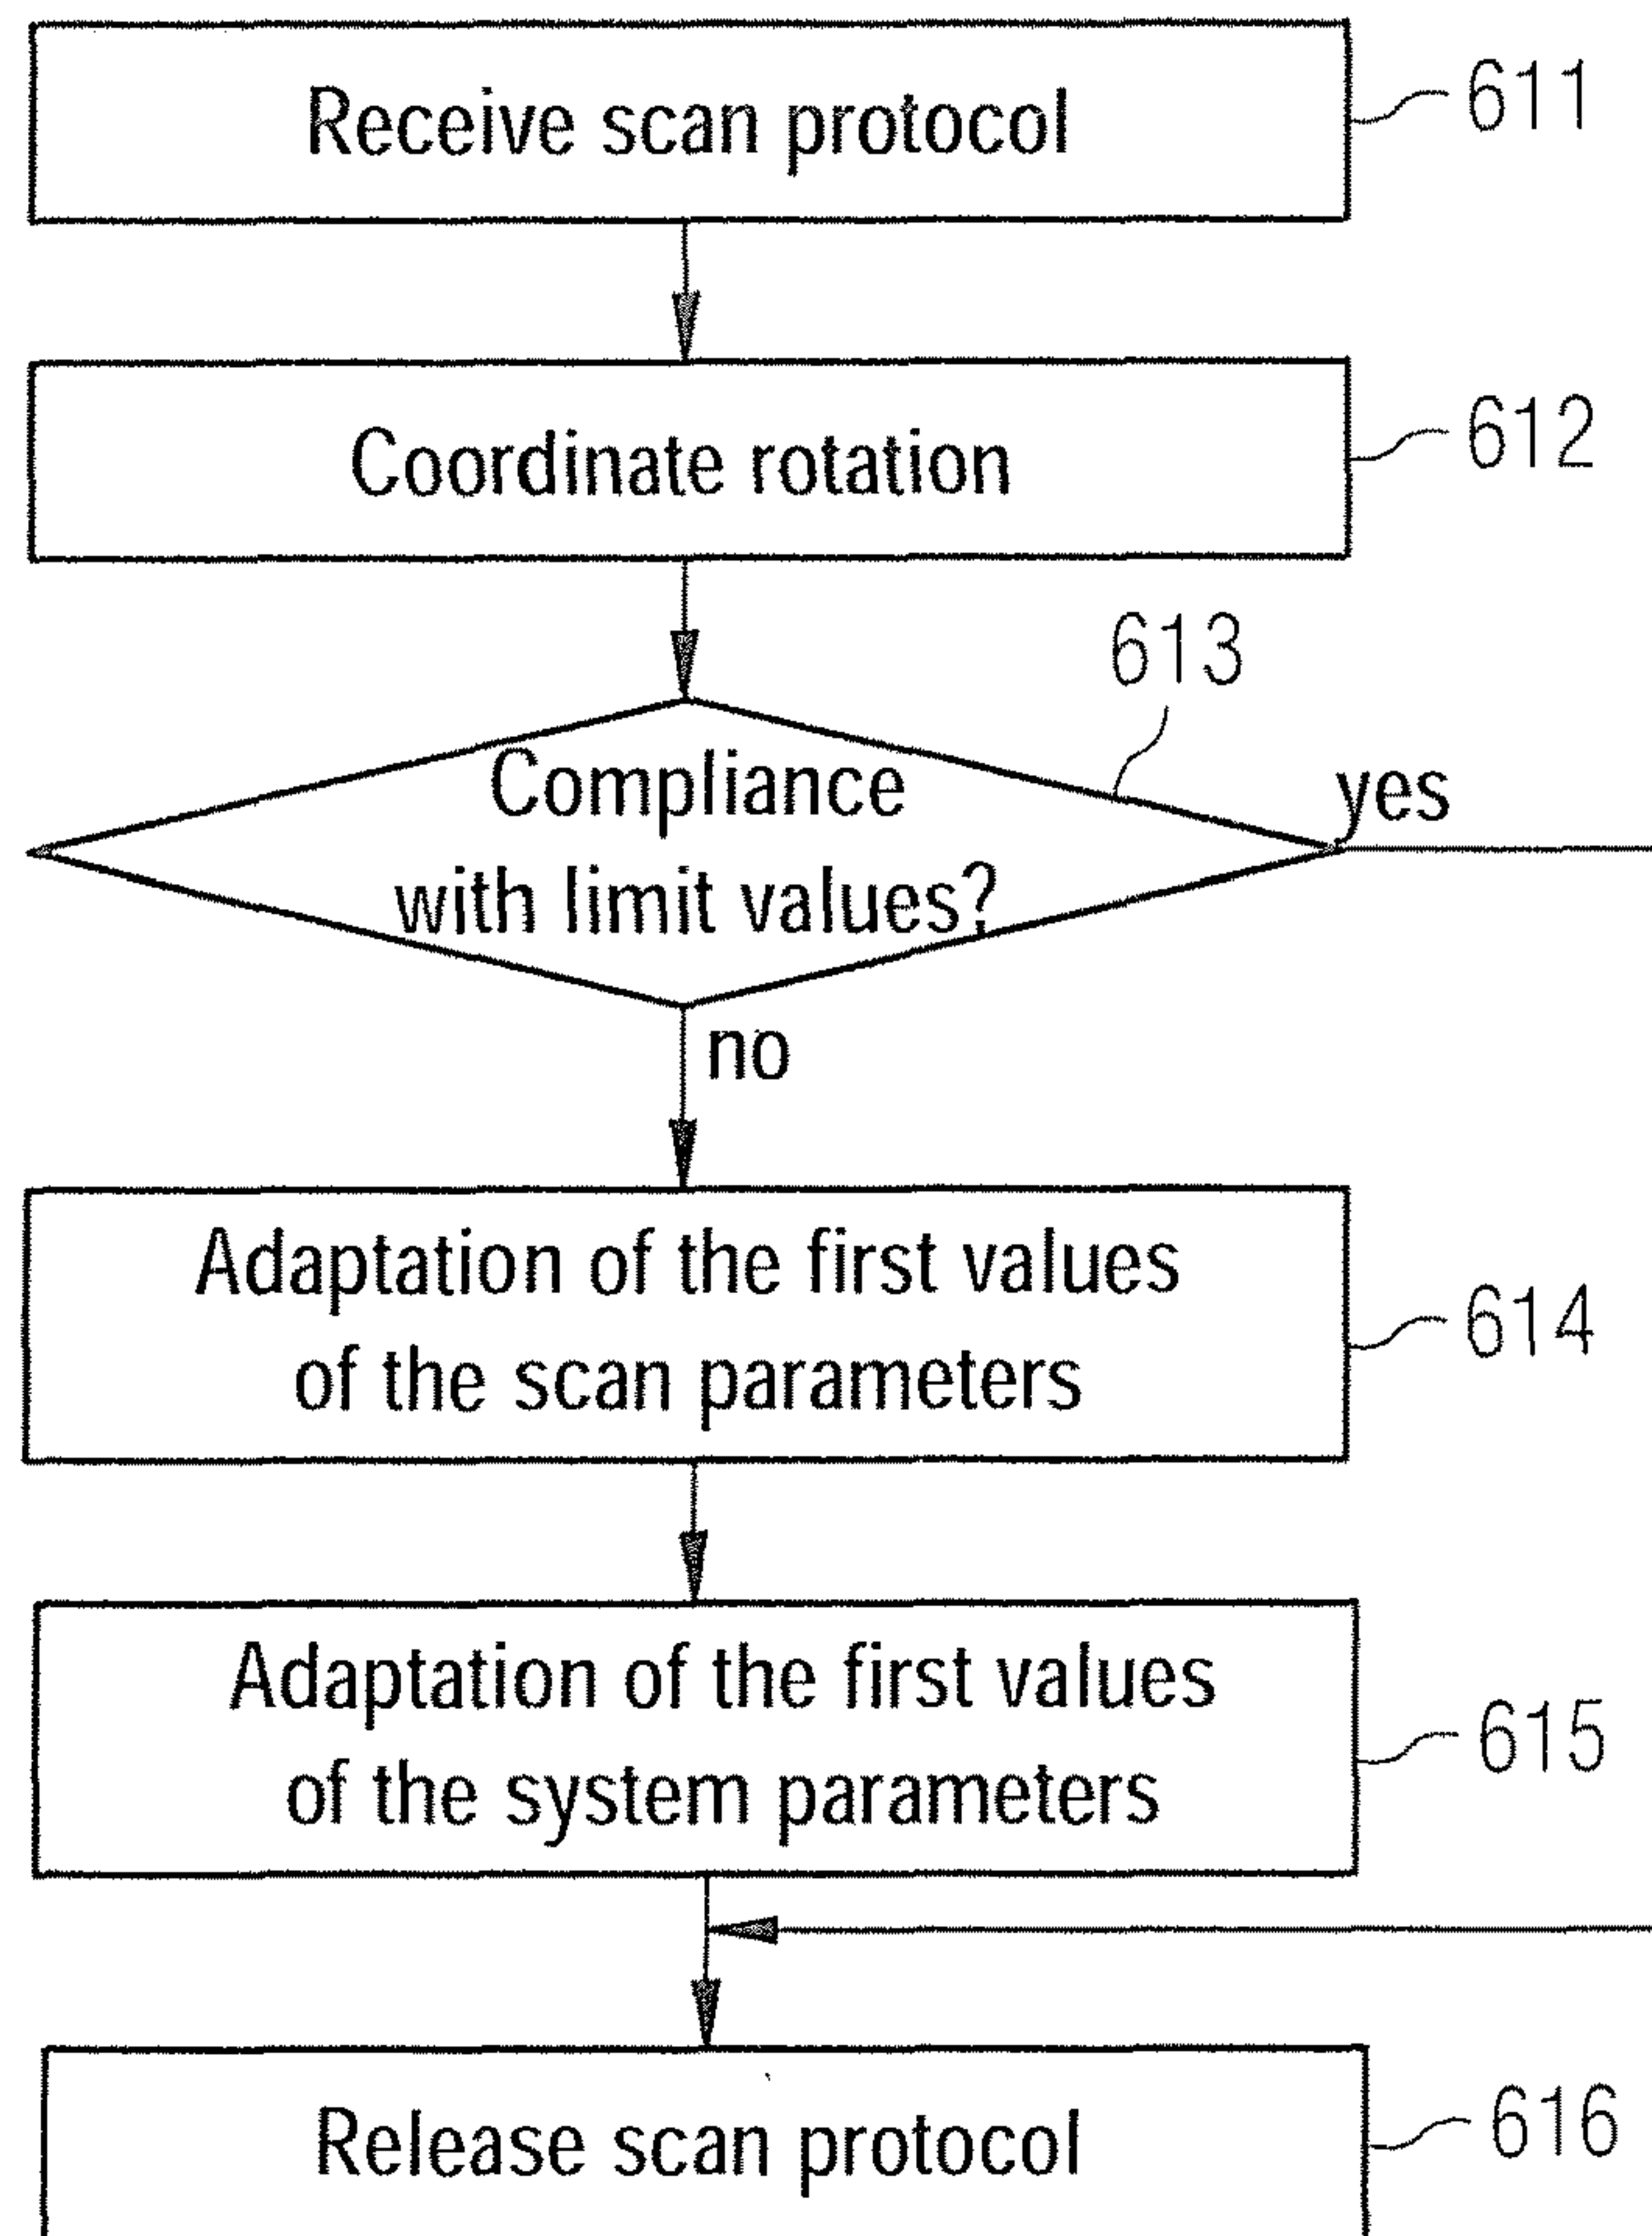 Receive scan protocol
611
Coordinate rotation
612
613
Compliance
with limit values?
yes
no
Adaptation of the first values
of the scan parameters
614
Adaptation of the first values
of the system parameters
615
Release scan protocol
616